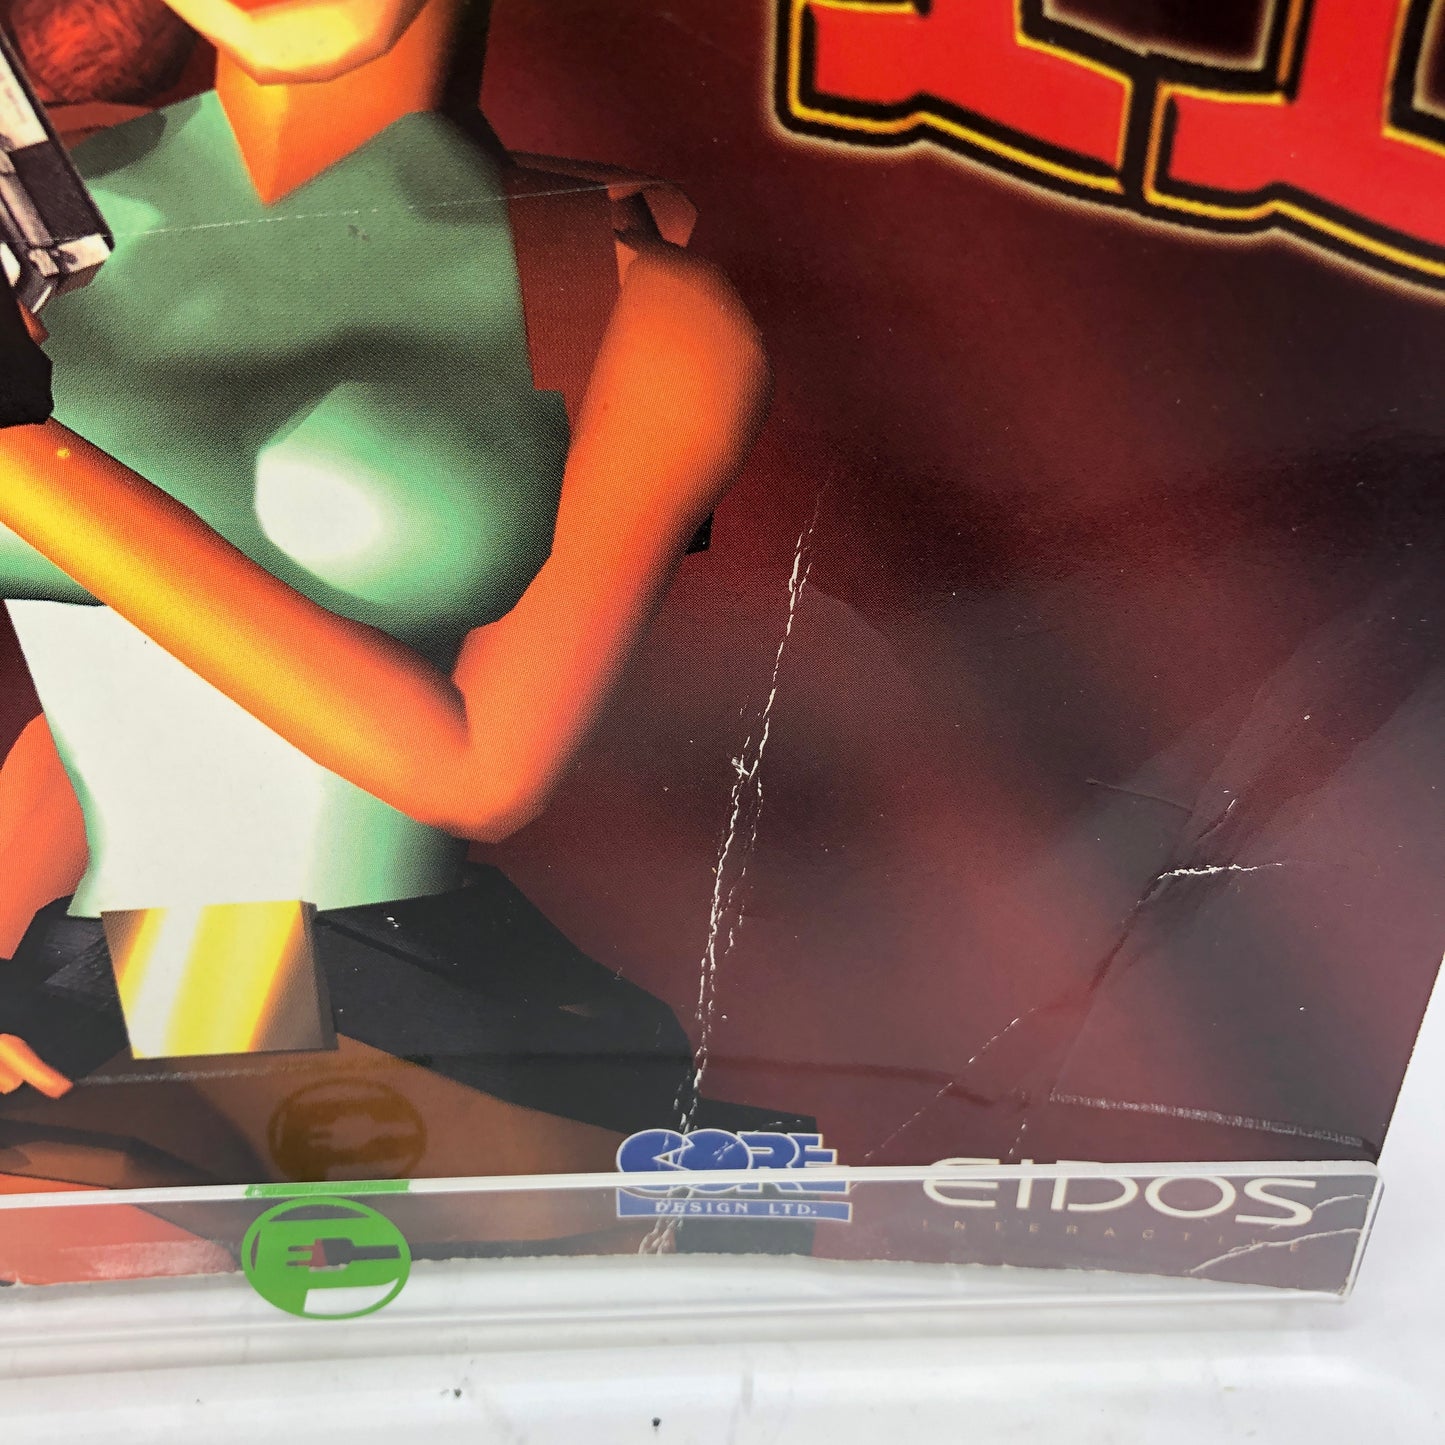 CORE
DESIGN LTD.
EIDOS
INTERACTIVE